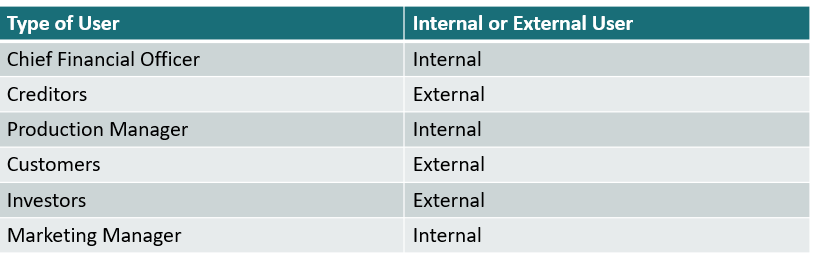 Type of User Internal or External User
Chief Financial Officer Internal
Creditors External
Production Manager Internal
Customers External
Investors External
Marketing Manager Internal